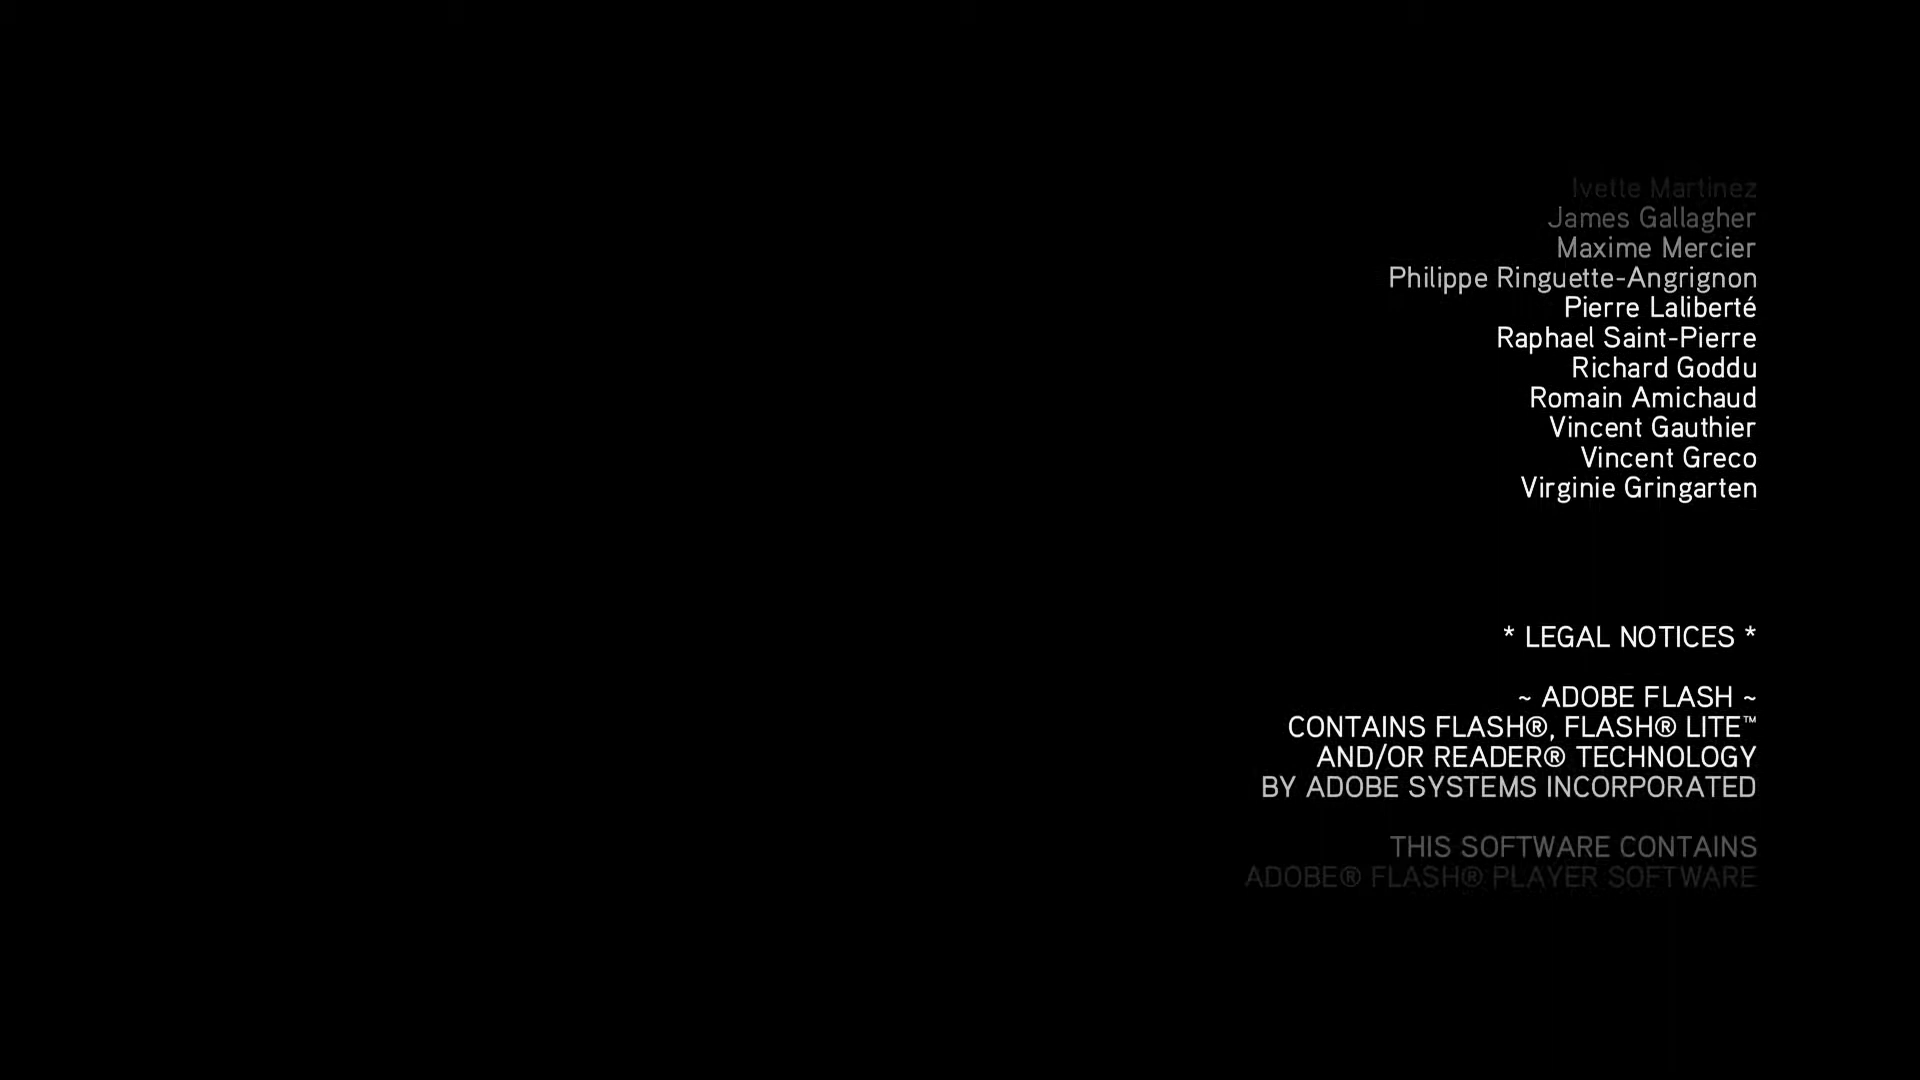 Ivette Martinez
James Gallagher
Maxime Mercier
Philippe Ringuette-Angrignon
Pierre Laliberté
Raphael Saint-Pierre
Richard Goddu
Romain Amichaud
Vincent Gauthier
Vincent Greco
Virginie Gringarten
* LEGAL NOTICES *
~ ADOBE FLASH ~
CONTAINS FLASH®, FLASH® LITE™
AND/OR READER® TECHNOLOGY
BY ADOBE SYSTEMS INCORPORATED
THIS SOFTWARE CONTAINS
ADOBE® FLASH® PLAYER SOFTWARE